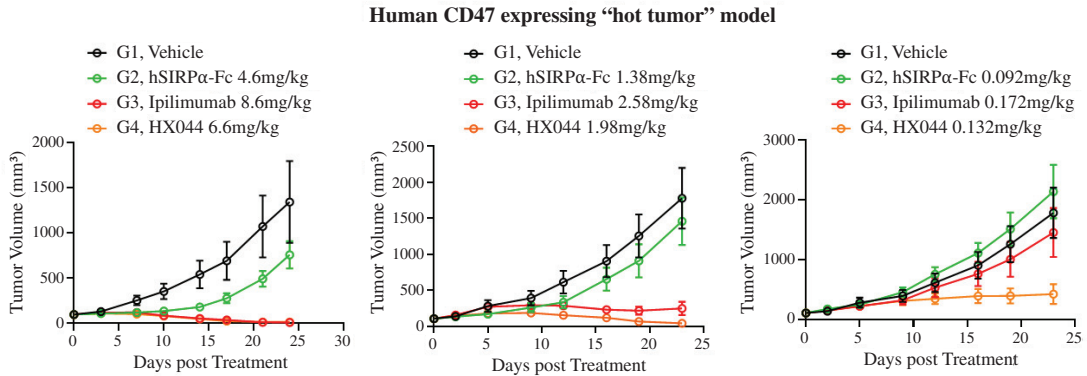 Human CD47 expressing “hot tumor” model
G1, Vehicle
G2, hSIRPα-Fc 4.6mg/kg
G3, Ipilimumab 8.6mg/kg
G4, HX044 6.6mg/kg
Tumor Volume (mm³)
2000
1500
1000
500
0
0 5 10 15 20 25 30
Days post Treatment
G1, Vehicle
G2, hSIRPα-Fc 1.38mg/kg
G3, Ipilimumab 2.58mg/kg
G4, HX044 1.98mg/kg
Tumor Volume (mm³)
2500
2000
1500
1000
500
0
0 5 10 15 20 25
Days post Treatment
G1, Vehicle
G2, hSIRPα-Fc 0.092mg/kg
G3, Ipilimumab 0.172mg/kg
G4, HX044 0.132mg/kg
Tumor Volume (mm³)
3000
2000
1000
0
0 5 10 15 20 25
Days post Treatment